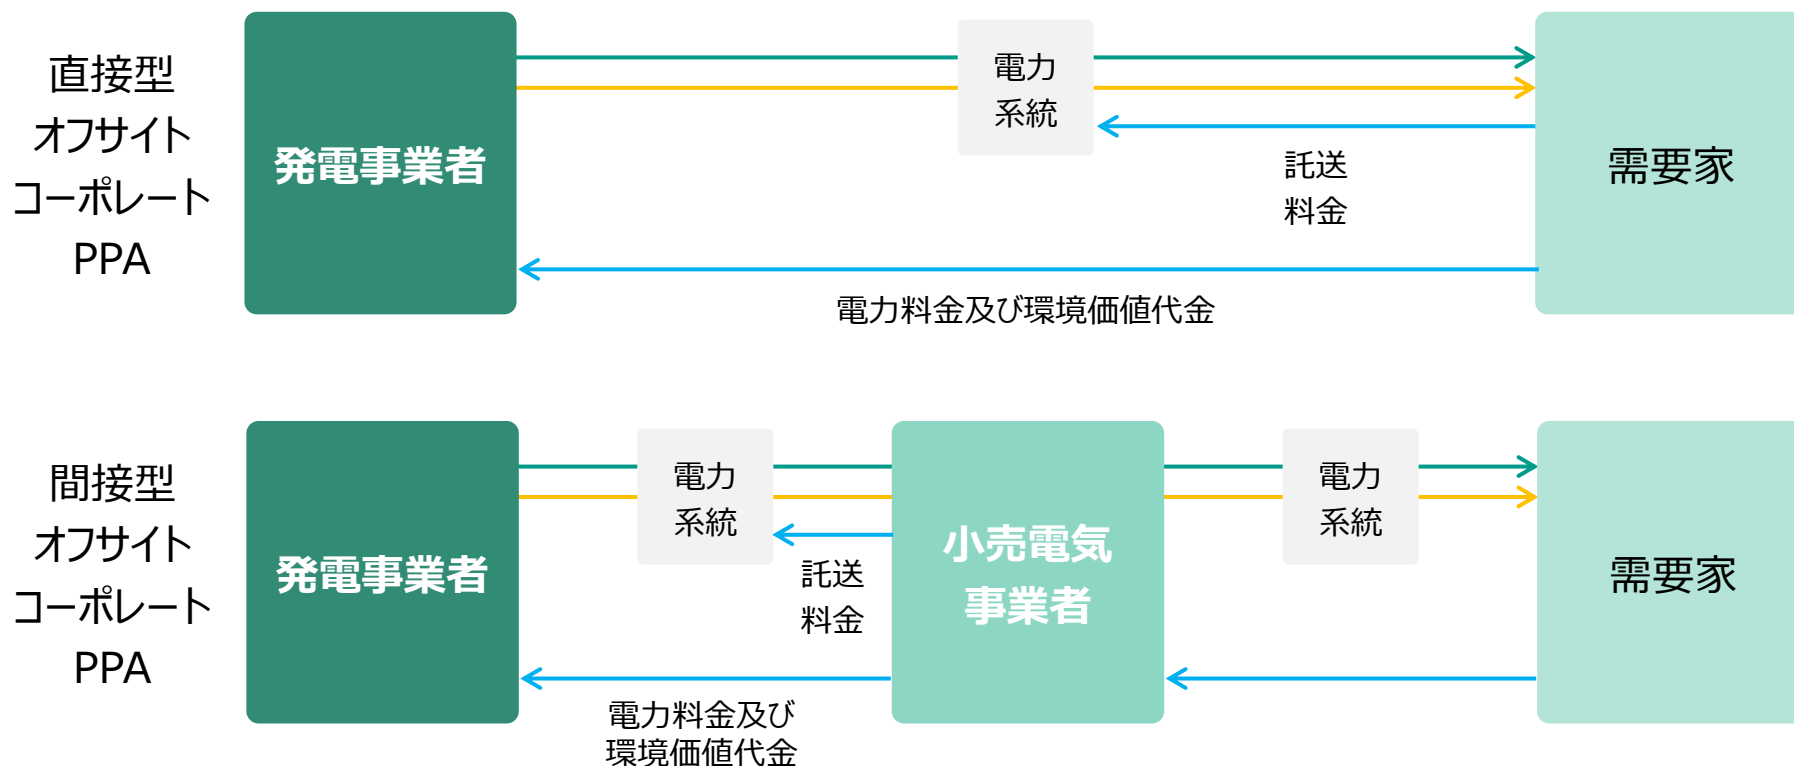 直接型
オフサイト
コーポレート
PPA
発電事業者
電力
系統
託送
料金
電力料金及び環境価値代金
需要家
間接型
オフサイト
コーポレート
PPA
発電事業者
電力
系統
託送
料金
電力料金及び
環境価値代金
小売電気
事業者
電力
系統
需要家